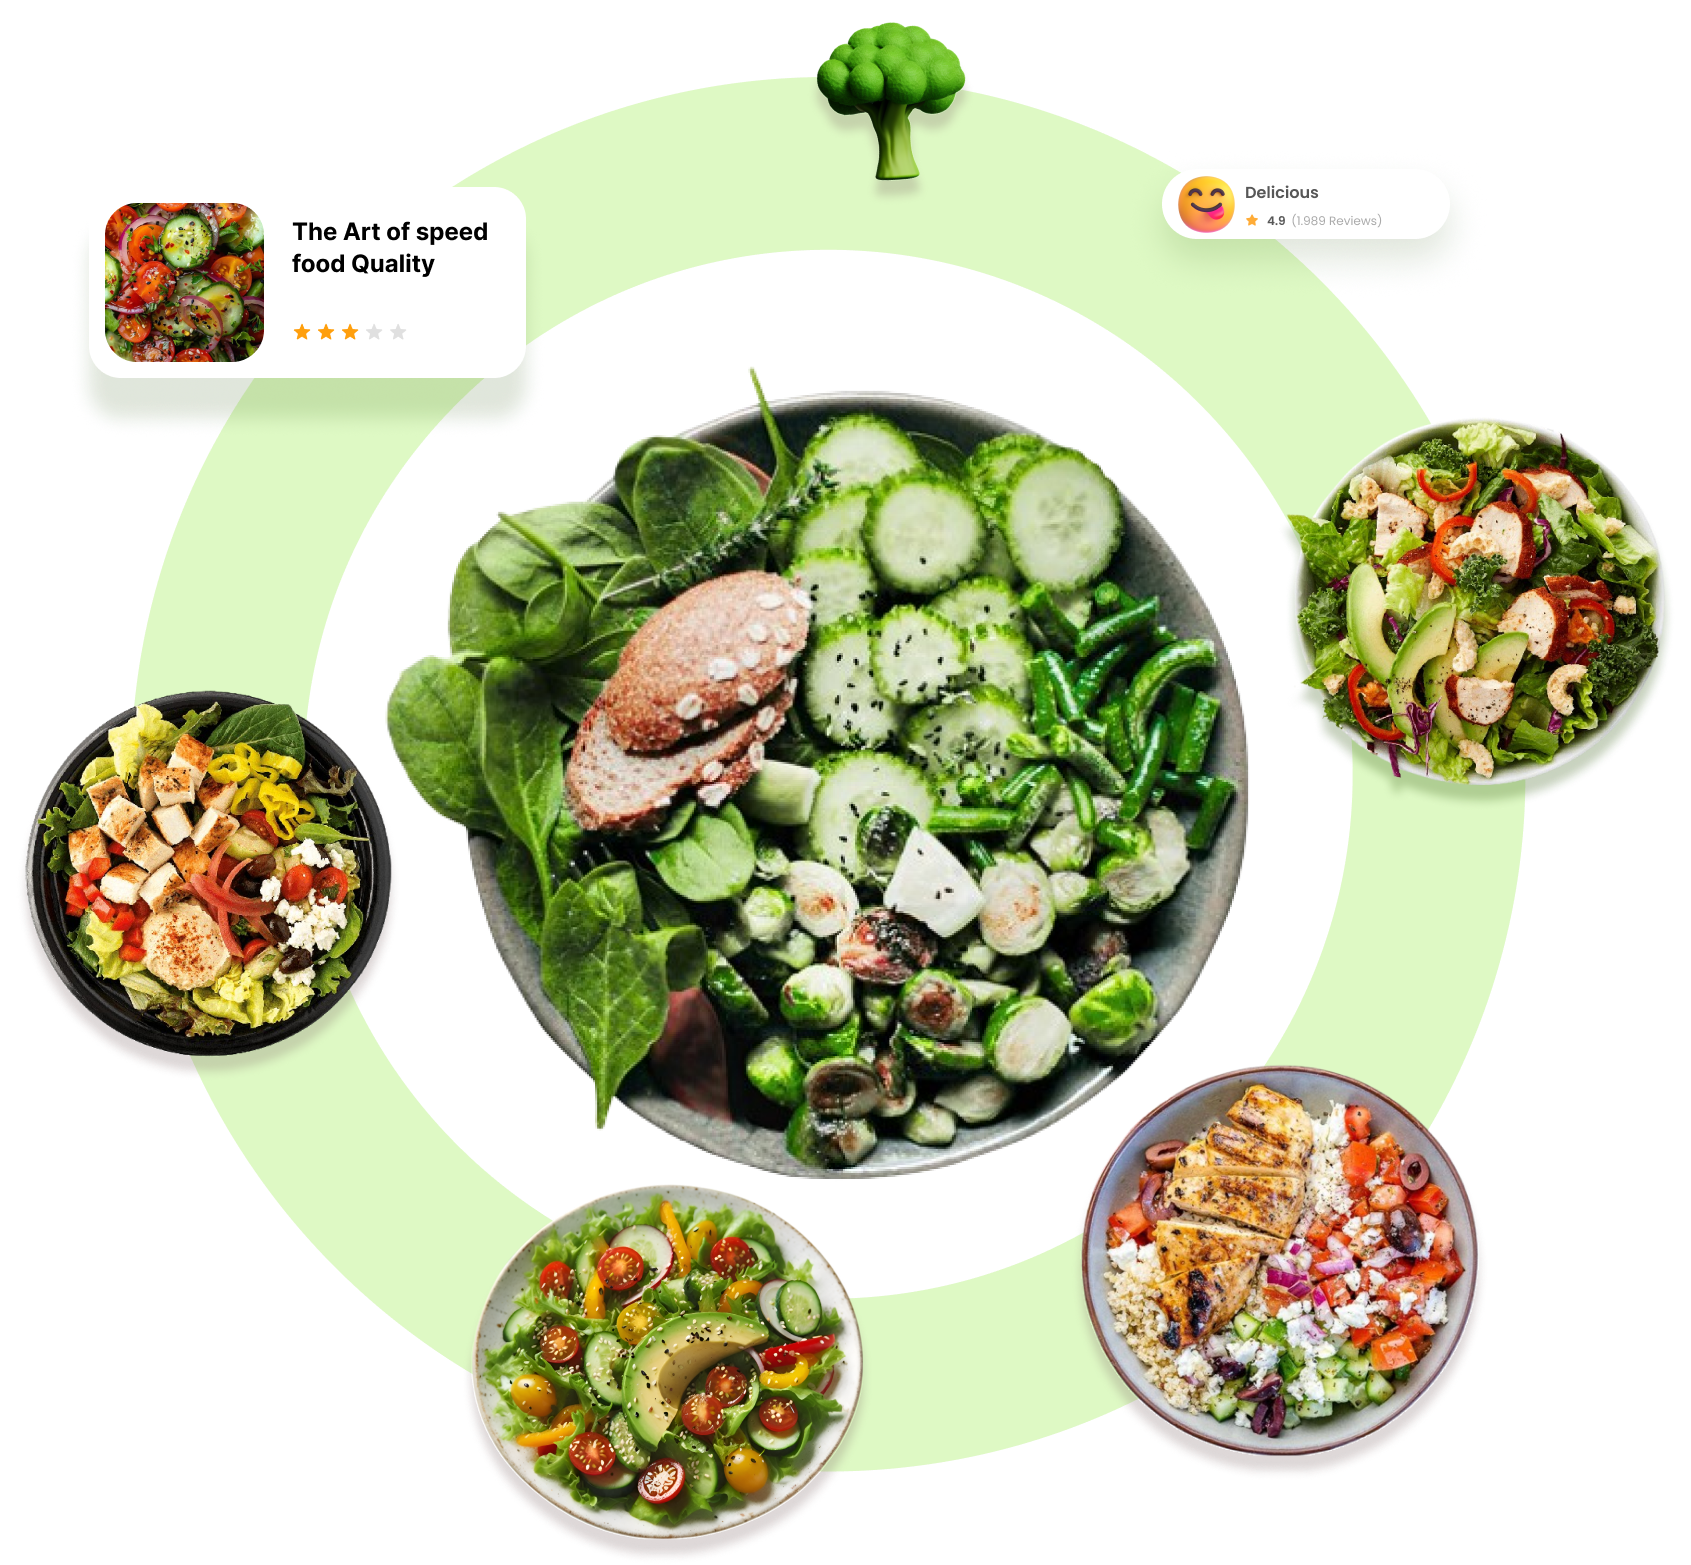 The Art of speed
food Quality
Delicious
4.9 (1.989 Reviews)